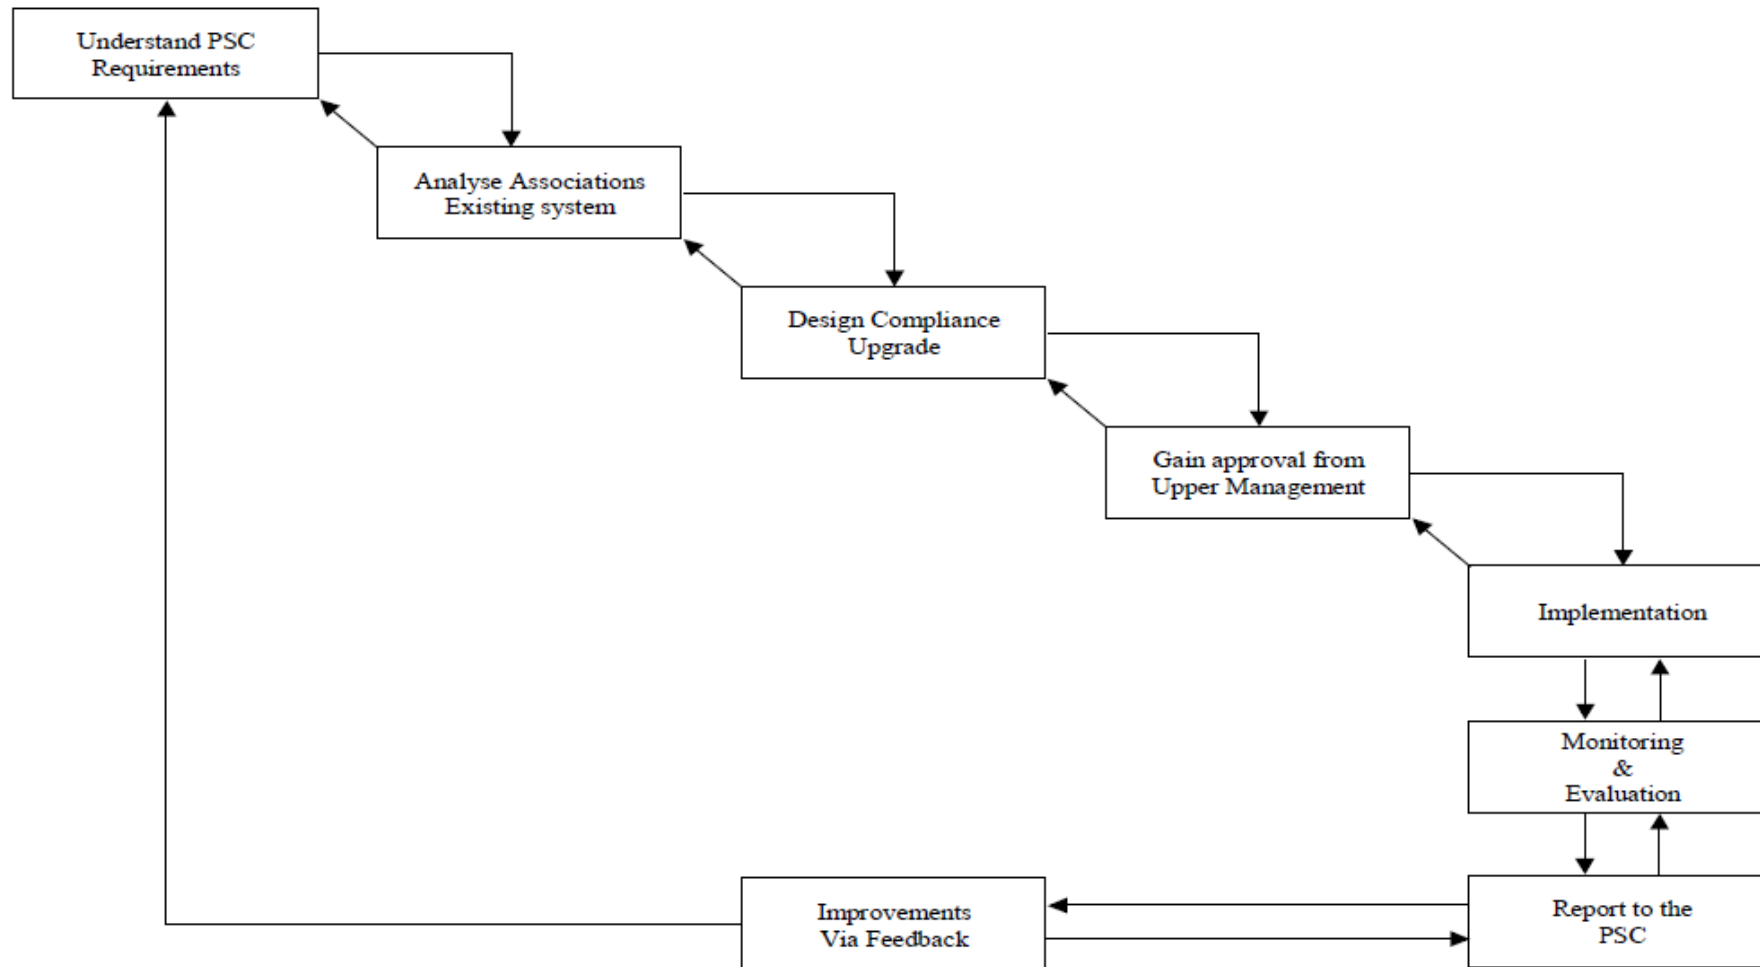 Understand PSC
Requirements
Analyse Associations
Existing system
Design Compliance
Upgrade
Gain approval from
Upper Management
Implementation
Monitoring
&
Evaluation
Improvements
Via Feedback
Report to the
PSC